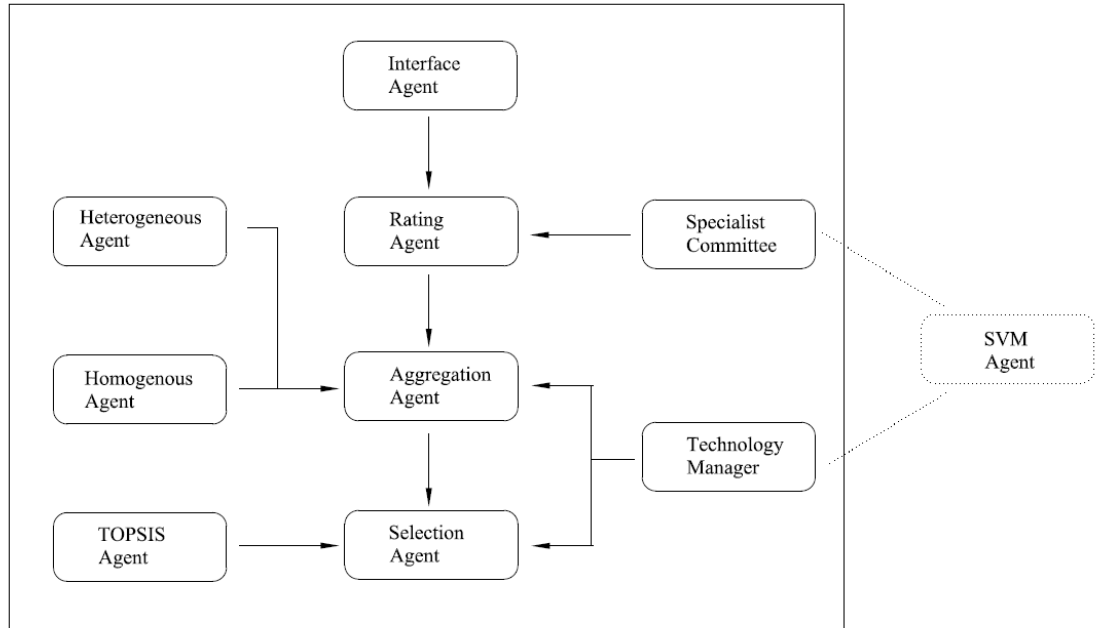 Interface
Agent
Heterogeneous
Agent
Rating
Agent
Specialist
Committee
SVM
Agent
Homogenous
Agent
Aggregation
Agent
Technology
Manager
TOPSIS
Agent
Selection
Agent